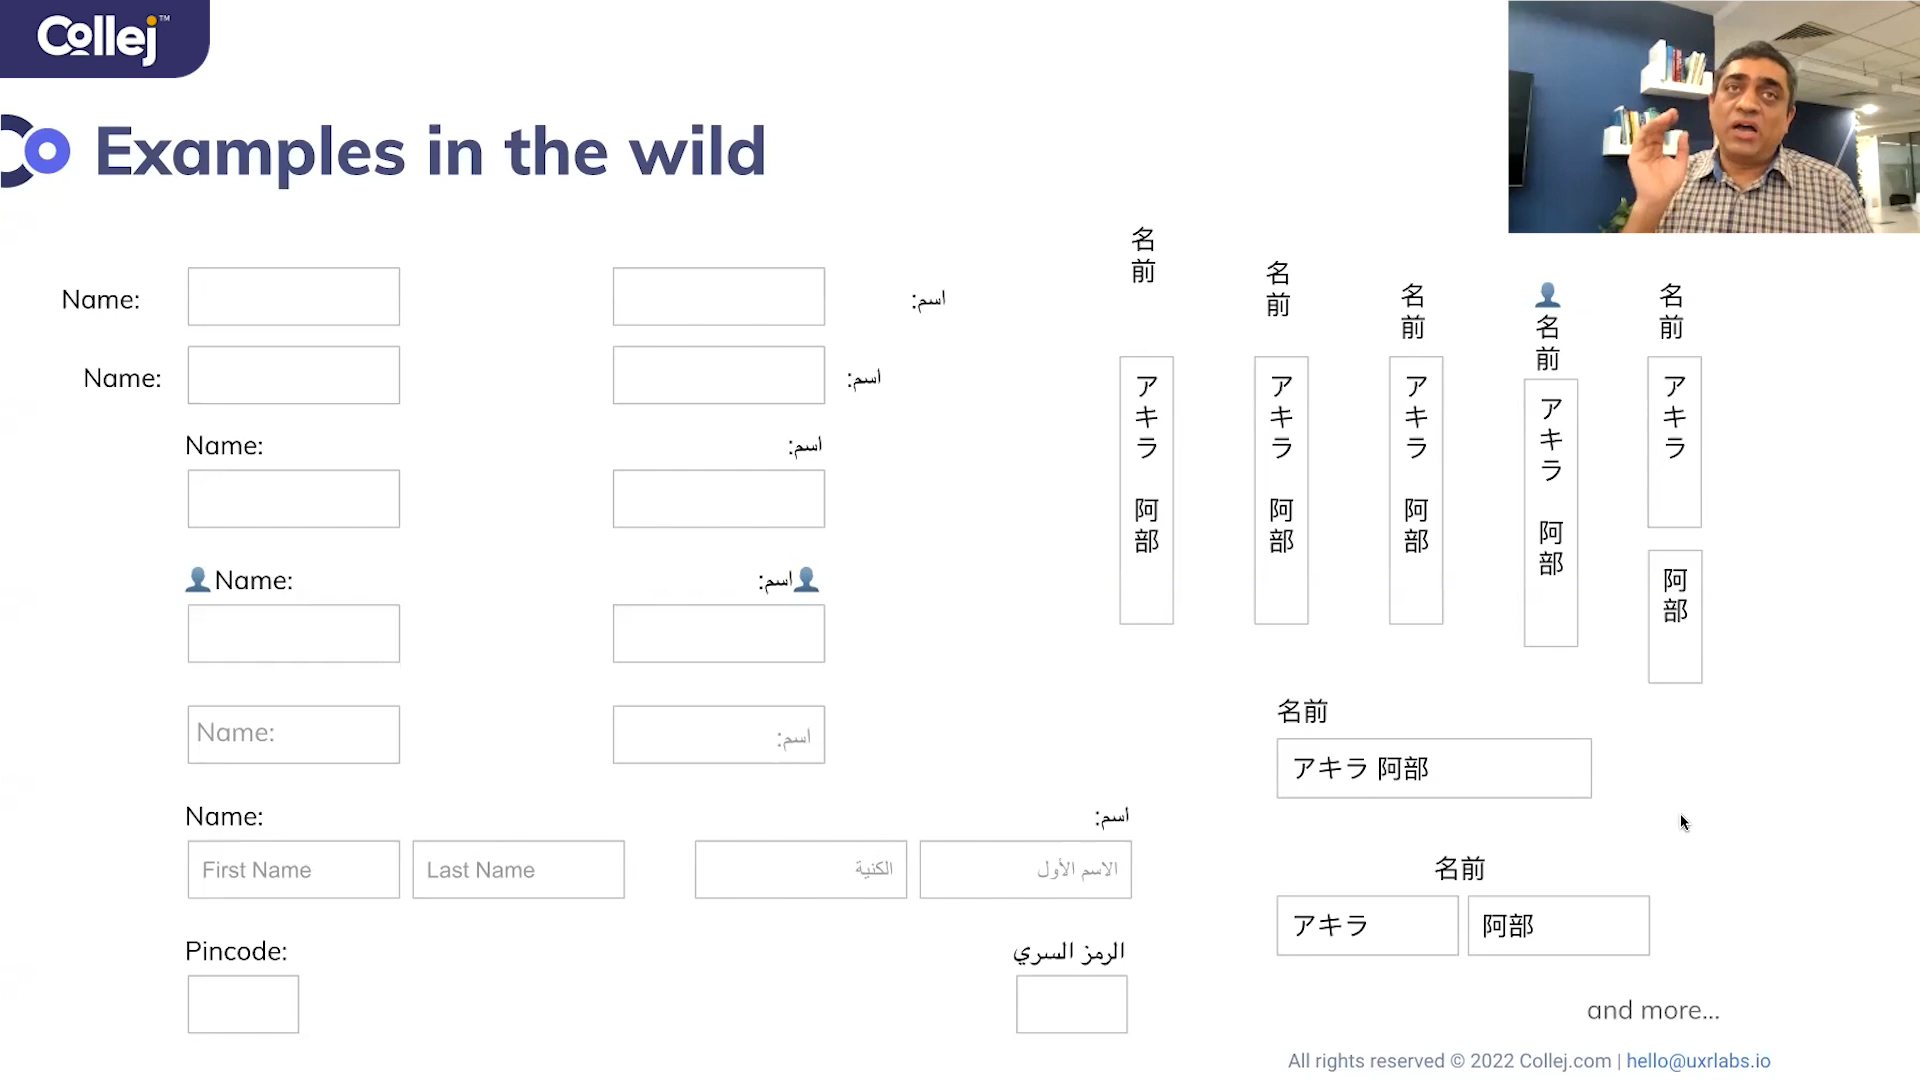 Collej™
Examples in the wild
Name:
اسم:
Name:
اسم:
Name:
اسم:
Name:
اسم:
Name:
اسم:
Name:
اسم:
First Name
Last Name
الكنية
الاسم الأول
Pincode:
الرمز السري
名前
アキラ 阿部
名前
アキラ 阿部
名前
アキラ 阿部
名前
アキラ 阿部
名前
アキラ
阿部
名前
アキラ 阿部
名前
アキラ
阿部
and more...
All rights reserved © 2022 Collej.com | hello@uxrlabs.io